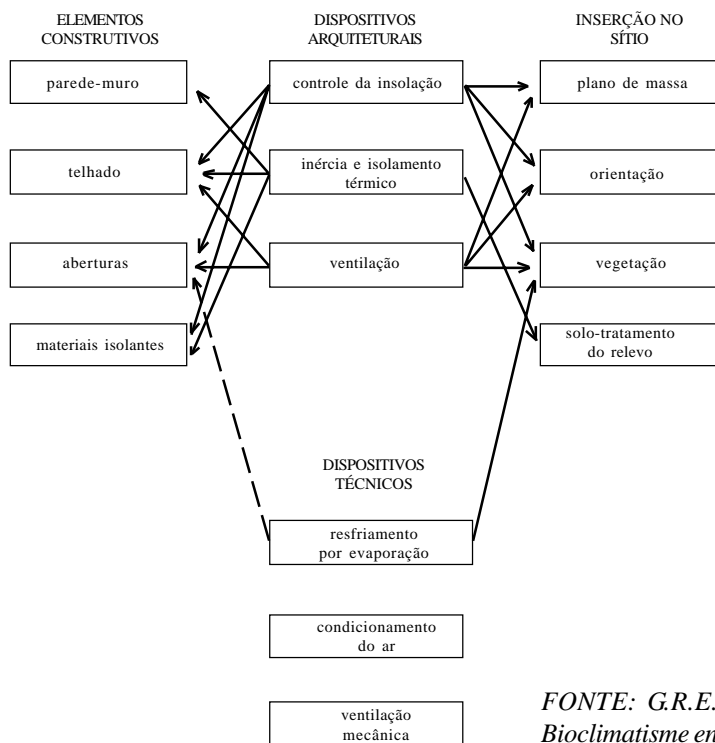 ELEMENTOS
CONSTRUTIVOS
parede-muro
telhado
aberturas
materiais isolantes
DISPOSITIVOS
ARQUITETURAIS
controle da insolação
inércia e isolamento
térmico
ventilação
INSERÇÃO NO
SÍTIO
plano de massa
orientação
vegetação
solo-tratamento
do relevo
DISPOSITIVOS
TÉCNICOS
resfriamento
por evaporação
condicionamento
do ar
ventilação
mecânica
FONTE: G.R.E.
Bioclimatisme en